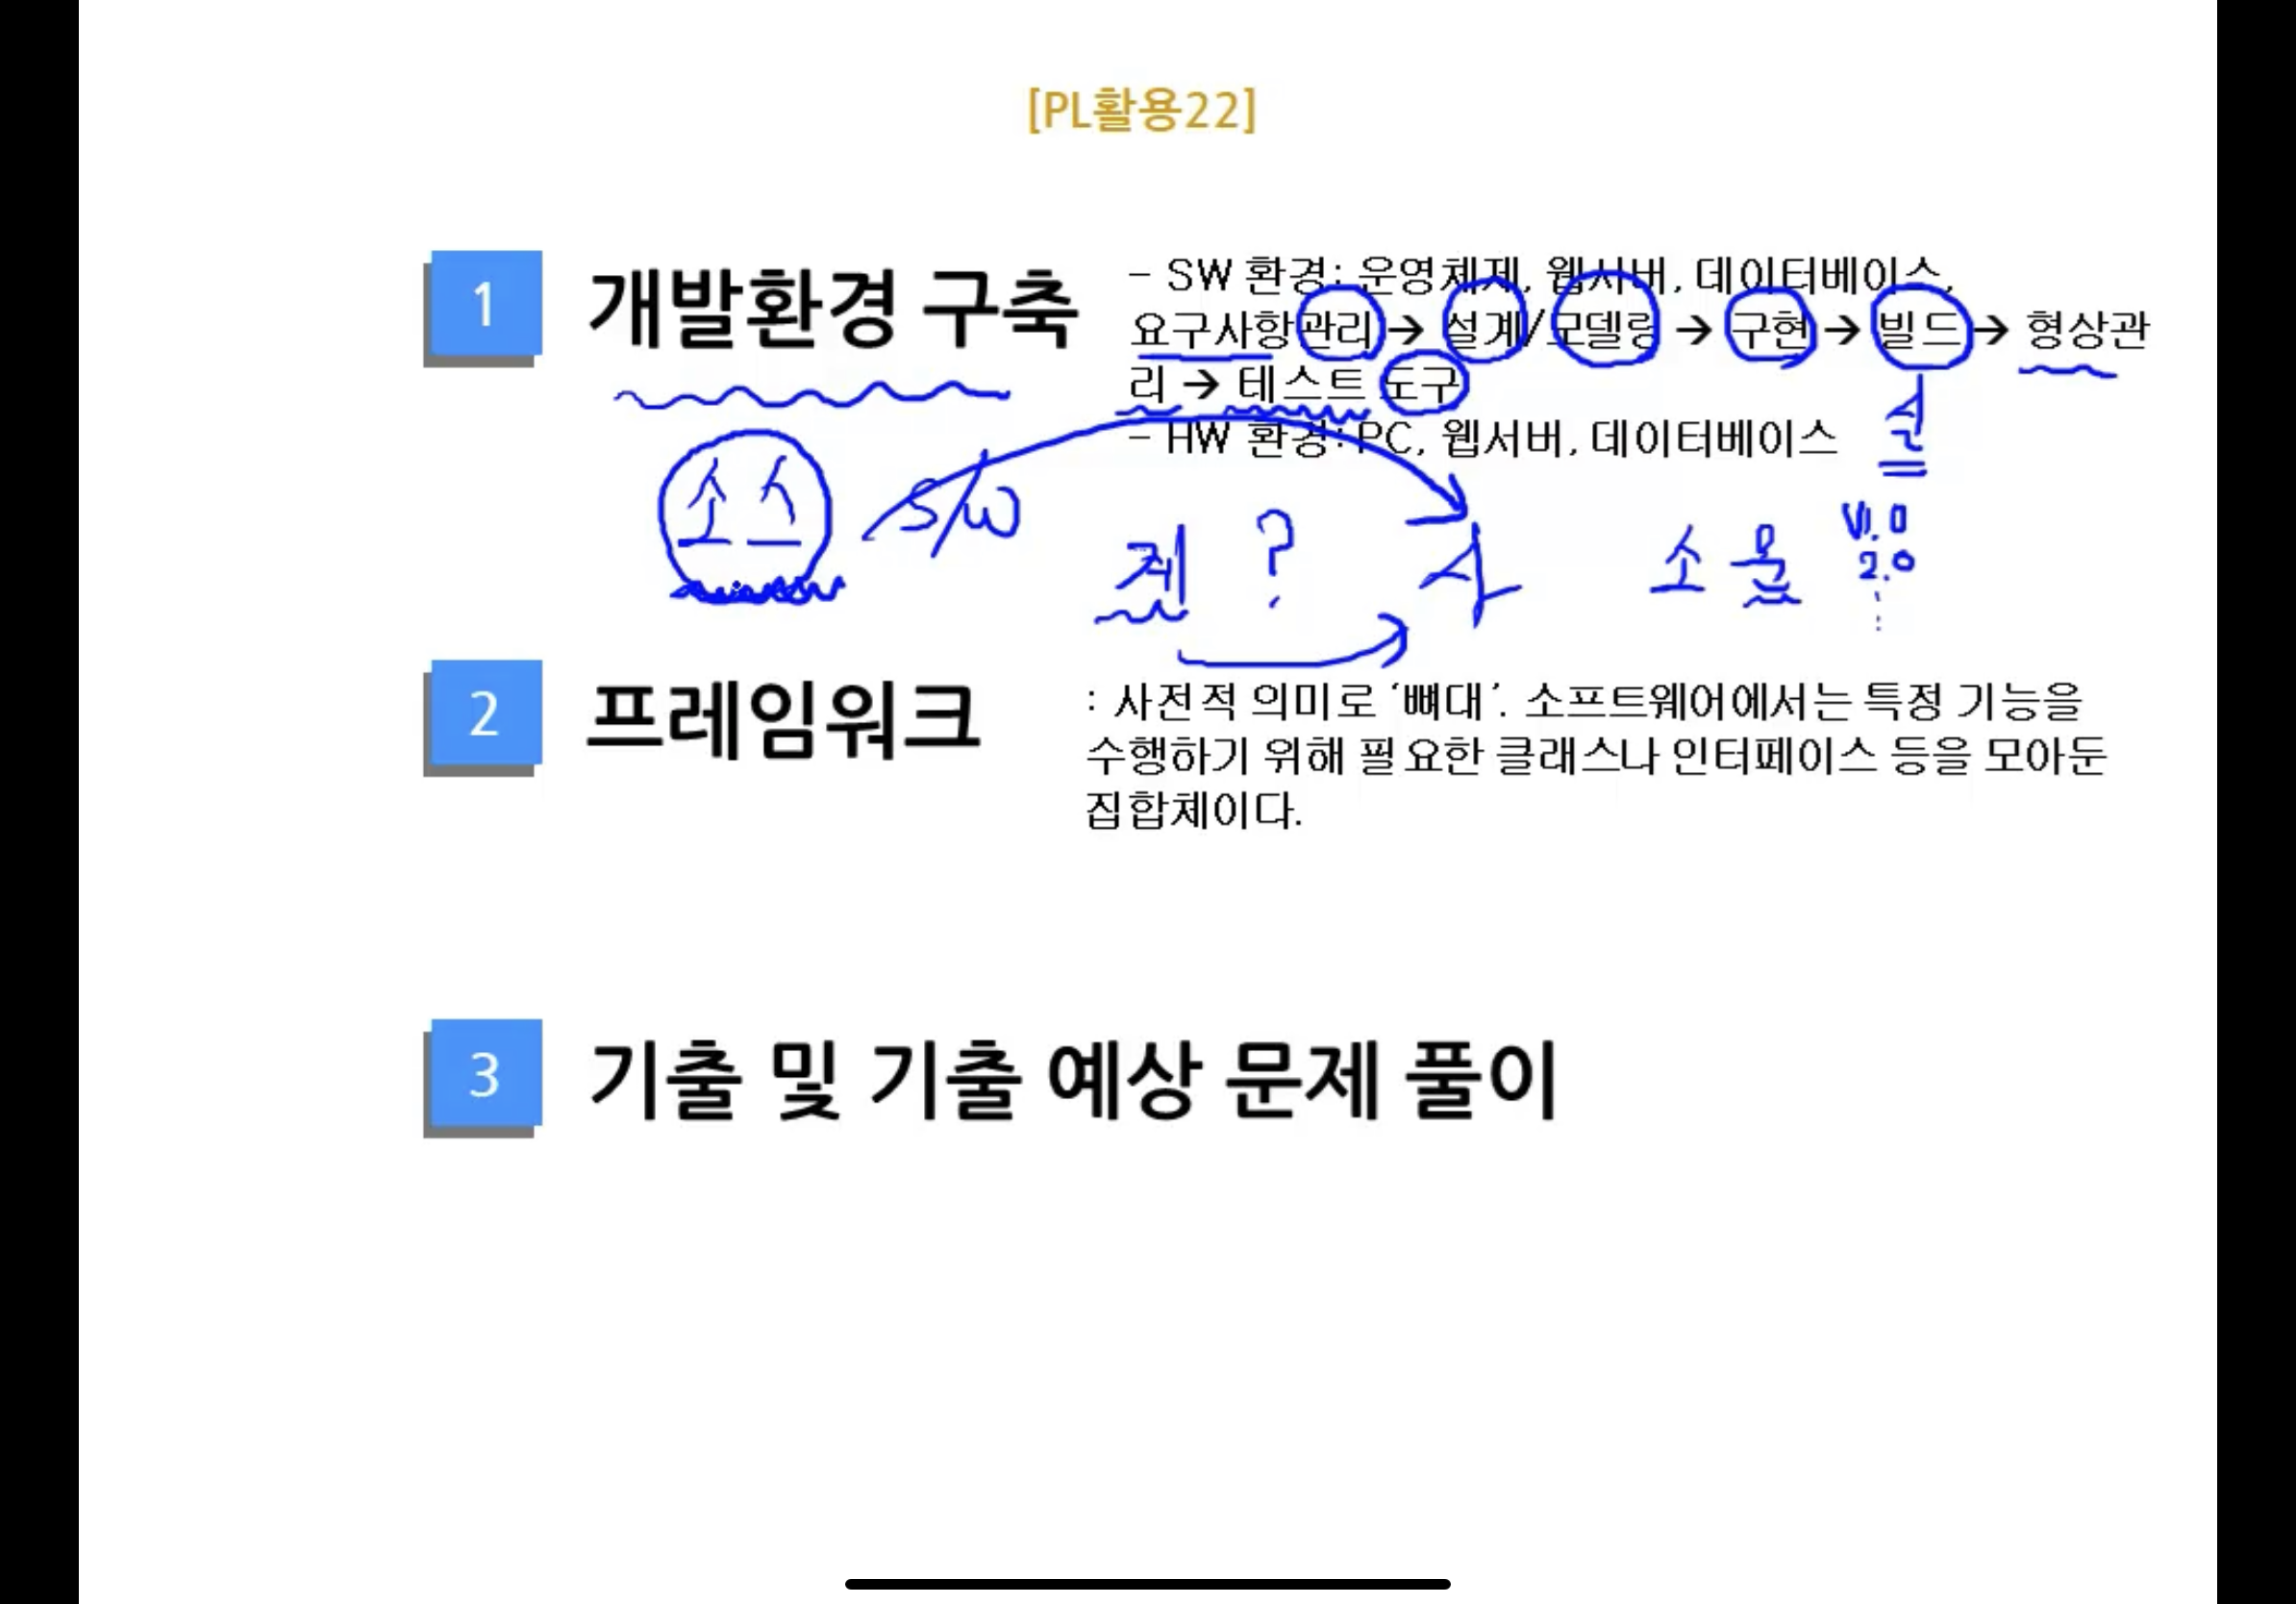 [PL활용22]
1 개발환경 구축
- SW 환경: 운영체제, 웹서버, 데이터베이스,
요구사항관리 → 설계/모델링 → 구현 → 빌드 → 형상관
리 → 테스트 도구
- HW 환경: PC, 웹서버, 데이터베이스
소스
S/W
?
V1.0
2.0
2 프레임워크
: 사전적 의미로 ‘뼈대’. 소프트웨어에서는 특정 기능을
수행하기 위해 필요한 클래스나 인터페이스 등을 모아둔
집합체이다.
3 기출 및 기출 예상 문제 풀이